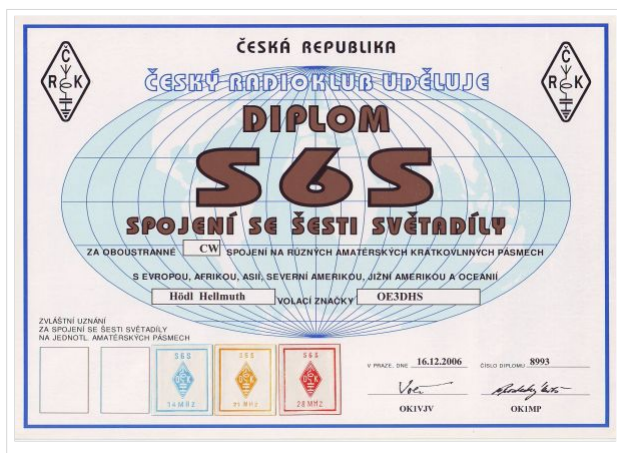 ČESKÁ REPUBLIKA
Č
R K
Č
R K
ČESKÝ RADIOKLUB UDĚLUJE
DIPLOM
S6S
SPOJENÍ SE ŠESTI SVĚTADÍLY
ZA OBOUSTRANNÉ CW SPOJENÍ NA RŮZNÝCH AMATÉRSKÝCH KRÁTKOVLNNÝCH PÁSMECH
S EVROPOU, AFRIKOU, ASIÍ, SEVERNÍ AMERIKOU, JIŽNÍ AMERIKOU A OCEÁNIÍ
Hödl Hellmuth VOLACÍ ZNAČKY OE3DHS
ZVLÁŠTNÍ UZNÁNÍ
ZA SPOJENÍ SE ŠESTI SVĚTADÍLY
NA JEDNOTL. AMATÉRSKÝCH PÁSMECH
S6S
14 MHZ
S6S
21 MHZ
S6S
28 MHZ
V PRAZE, DNE 16.12.2006 ČÍSLO DIPLOMU 8993
OK1VJV OK1MP